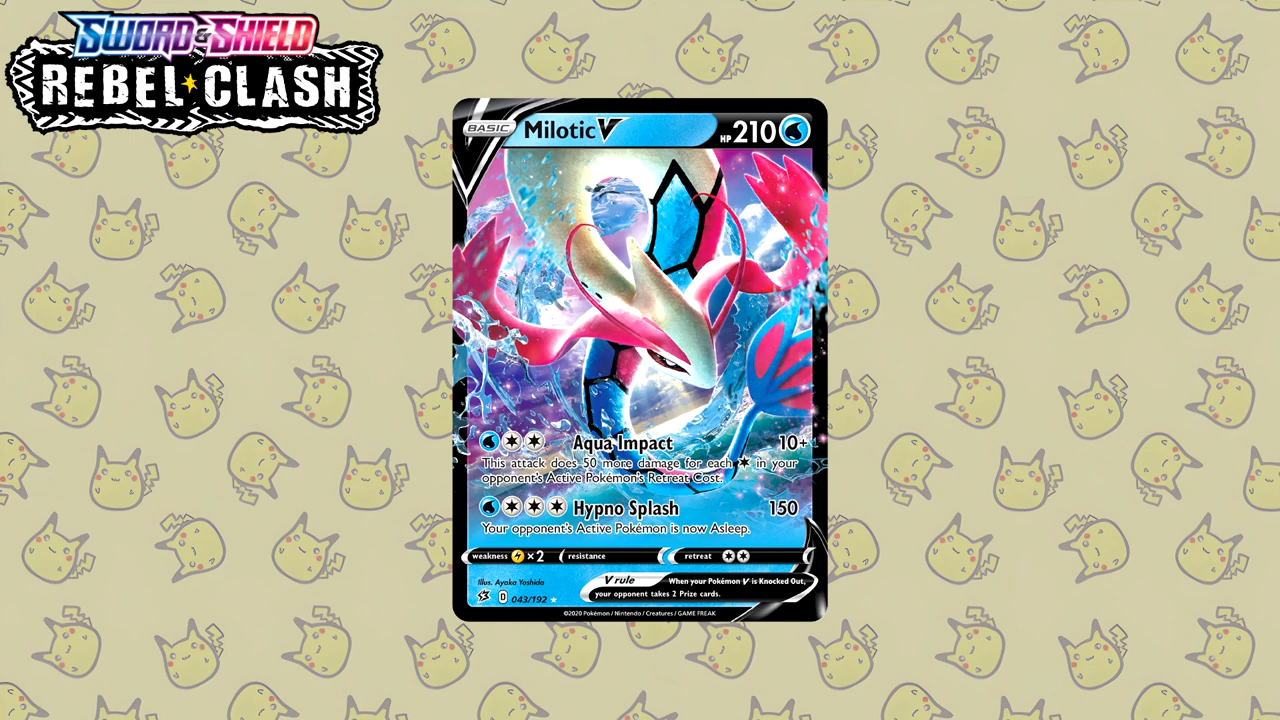 SWORD & SHIELD
REBEL CLASH
BASIC Milotic V HP 210
Aqua Impact 10+
This attack does 50 more damage for each in your
opponent's Active Pokémon's Retreat Cost.
Hypno Splash 150
Your opponent's Active Pokémon is now Asleep.
weakness ×2 resistance retreat
Illus. Ayaka Yoshida
V rule When your Pokémon V is Knocked Out,
your opponent takes 2 Prize cards.
D 043/192
©2020 Pokémon / Nintendo / Creatures / GAME FREAK